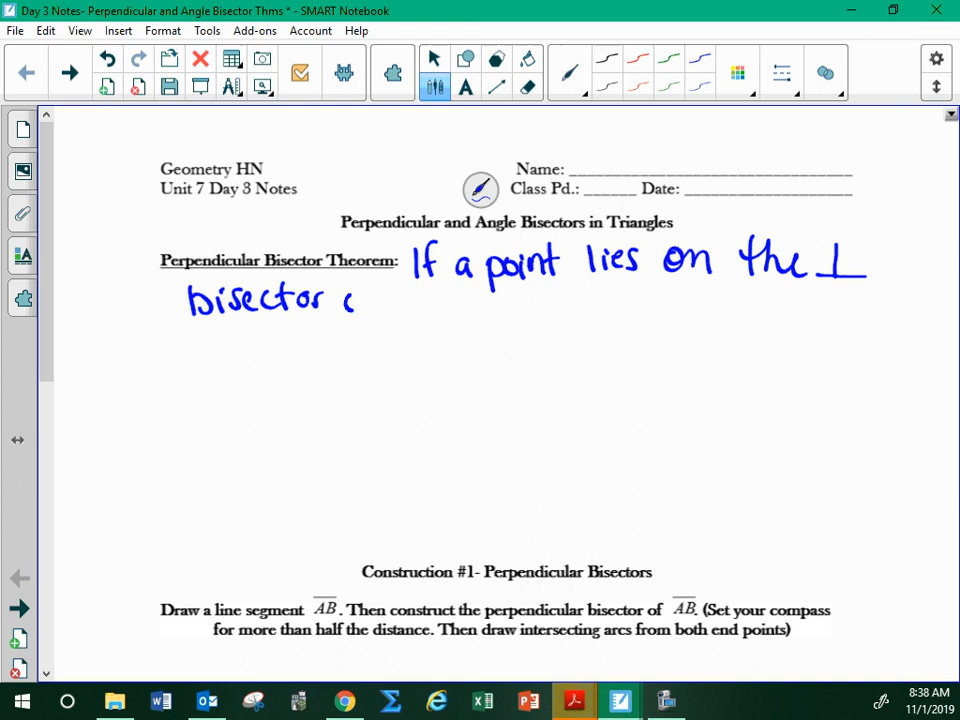 Day 3 Notes- Perpendicular and Angle Bisector Thms * - SMART Notebook
File Edit View Insert Format Tools Add-ons Account Help
Geometry HN Name: ________________________________
Unit 7 Day 3 Notes Class Pd.: ______ Date: ___________________
Perpendicular and Angle Bisectors in Triangles
Perpendicular Bisector Theorem: If a point lies on the ⊥
bisector
Construction #1- Perpendicular Bisectors
Draw a line segment AB. Then construct the perpendicular bisector of AB. (Set your compass
for more than half the distance. Then draw intersecting arcs from both end points)
8:38 AM
11/1/2019